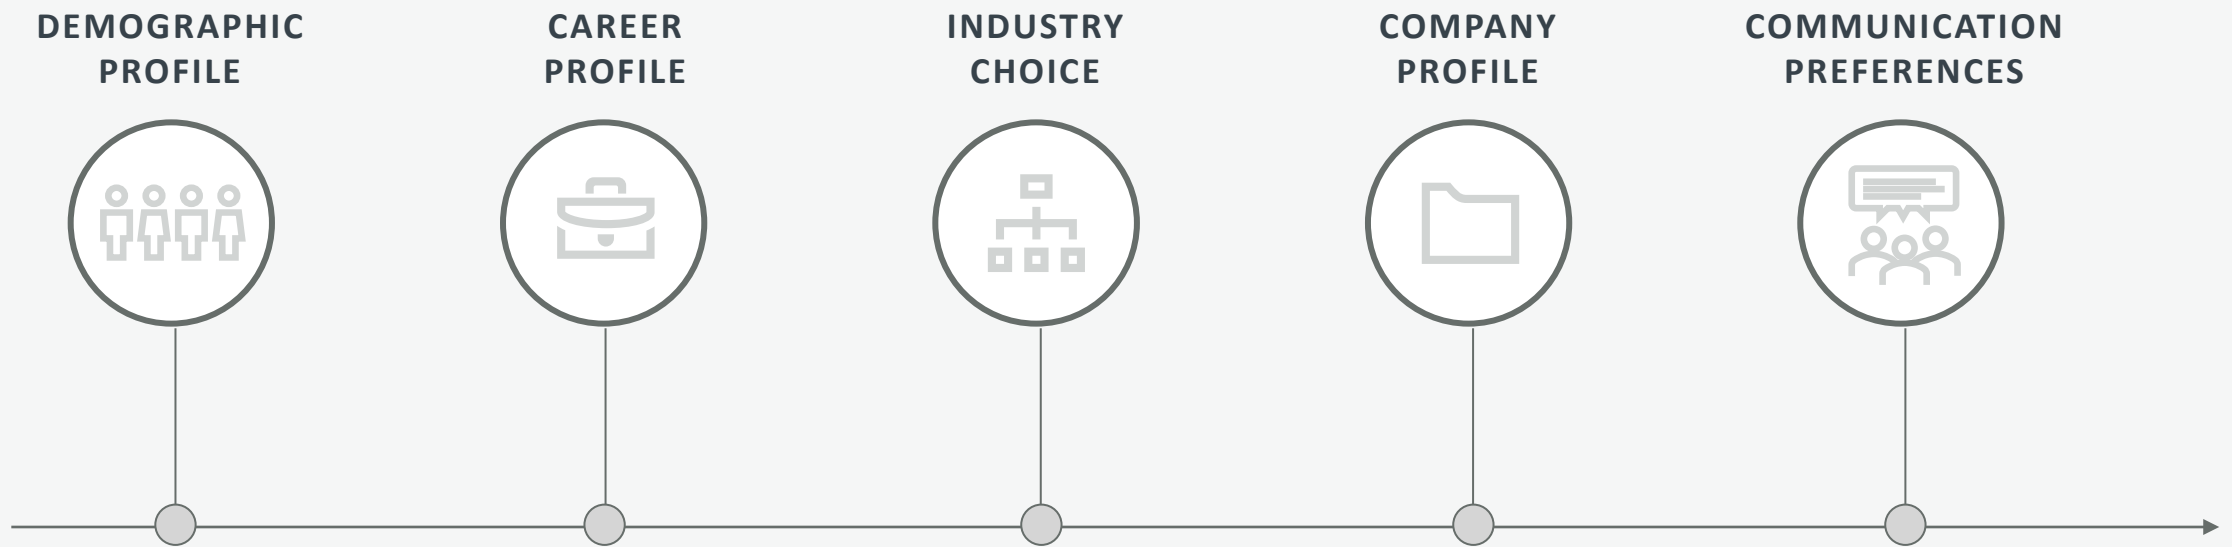 DEMOGRAPHIC
PROFILE
CAREER
PROFILE
INDUSTRY
CHOICE
COMPANY
PROFILE
COMMUNICATION
PREFERENCES